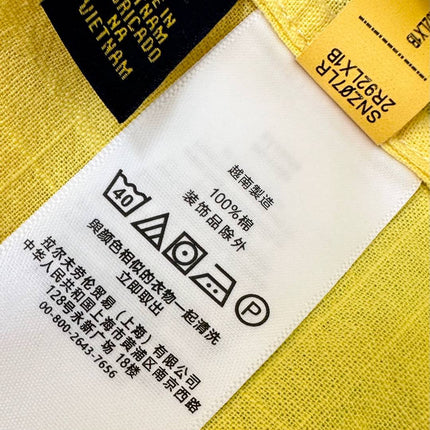 MADE IN
VIETNAM
FABRICADO
NA
VIETNAM
SNZØ7LR
2R92LX1B
越南製造
100%棉
装饰品除外
40
P
與顏色相似的衣物一起清洗
立即取出
拉尔夫劳伦贸易（上海）有限公司
中华人民共和国上海市黄浦区南京西路
128号永新广场 18楼
00-800-2643-7656